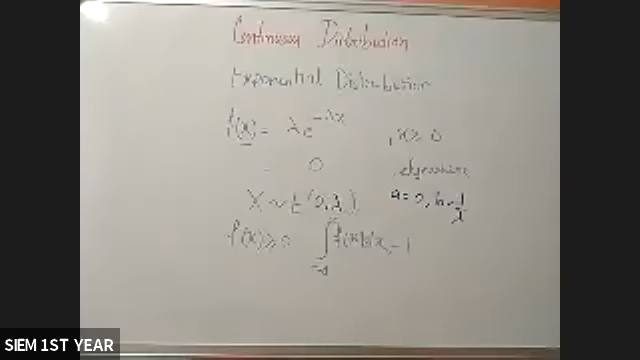 Continuous Distribution
Exponential Distribution
f(x) = λe^-λx , x ≥ 0
0 , otherwise
X ~ E(0, λ) a = 0, b = 1/λ
f(x) ≥ 0 ∫ f(x)dx = 1
SIEM 1ST YEAR